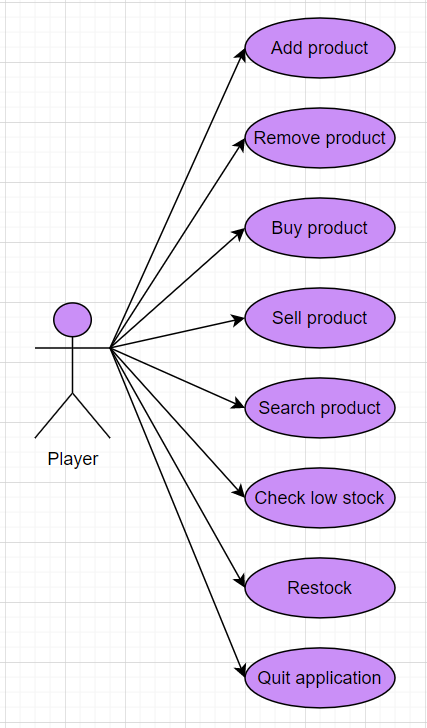 Add product
Remove product
Buy product
Sell product
Search product
Check low stock
Restock
Quit application
Player